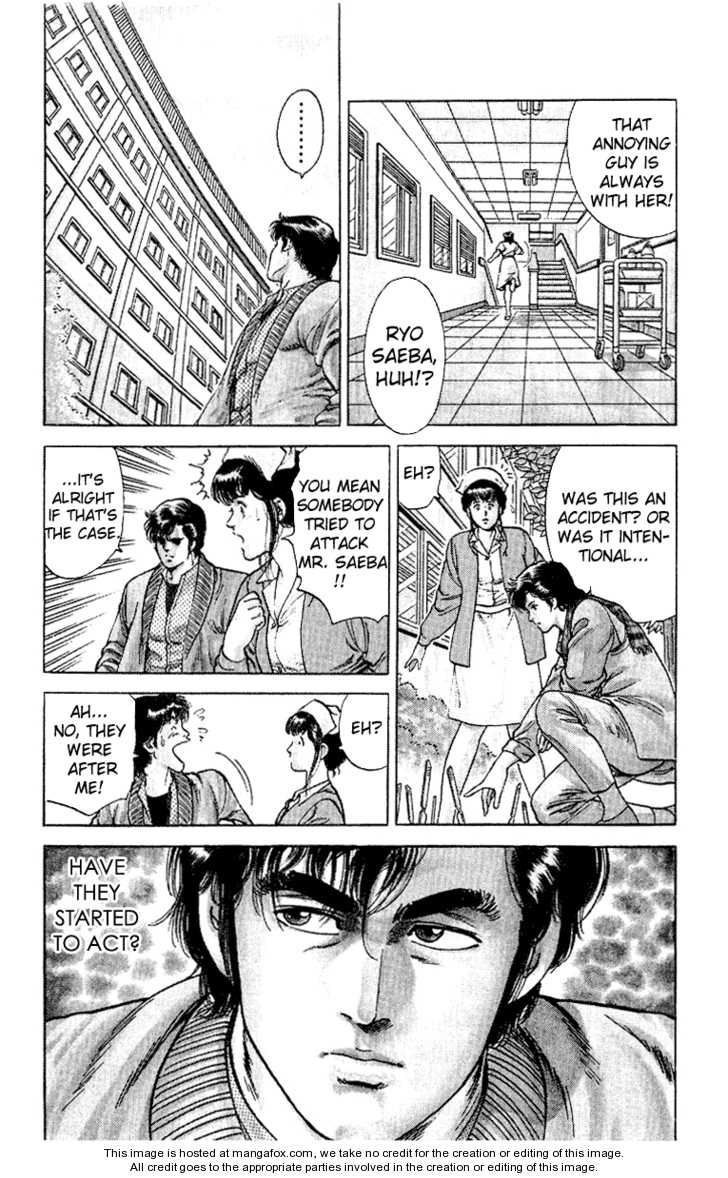 THAT
ANNOYING
GUY IS
ALWAYS
WITH HER!
RYO
SAEBA,
HUH!?
.........
WAS THIS AN
ACCIDENT? OR
WAS IT INTEN-
TIONAL...
EH?
YOU MEAN
SOMEBODY
TRIED TO
ATTACK
MR. SAEBA
!!
...IT'S
ALRIGHT
IF THAT'S
THE CASE.
EH?
AH...
NO, THEY
WERE
AFTER
ME!
HAVE
THEY
STARTED
TO ACT?
This image is hosted at mangafox.com, we take no credit for the creation or editing of this image.
All credit goes to the appropriate parties involved in the creation or editing of this image.